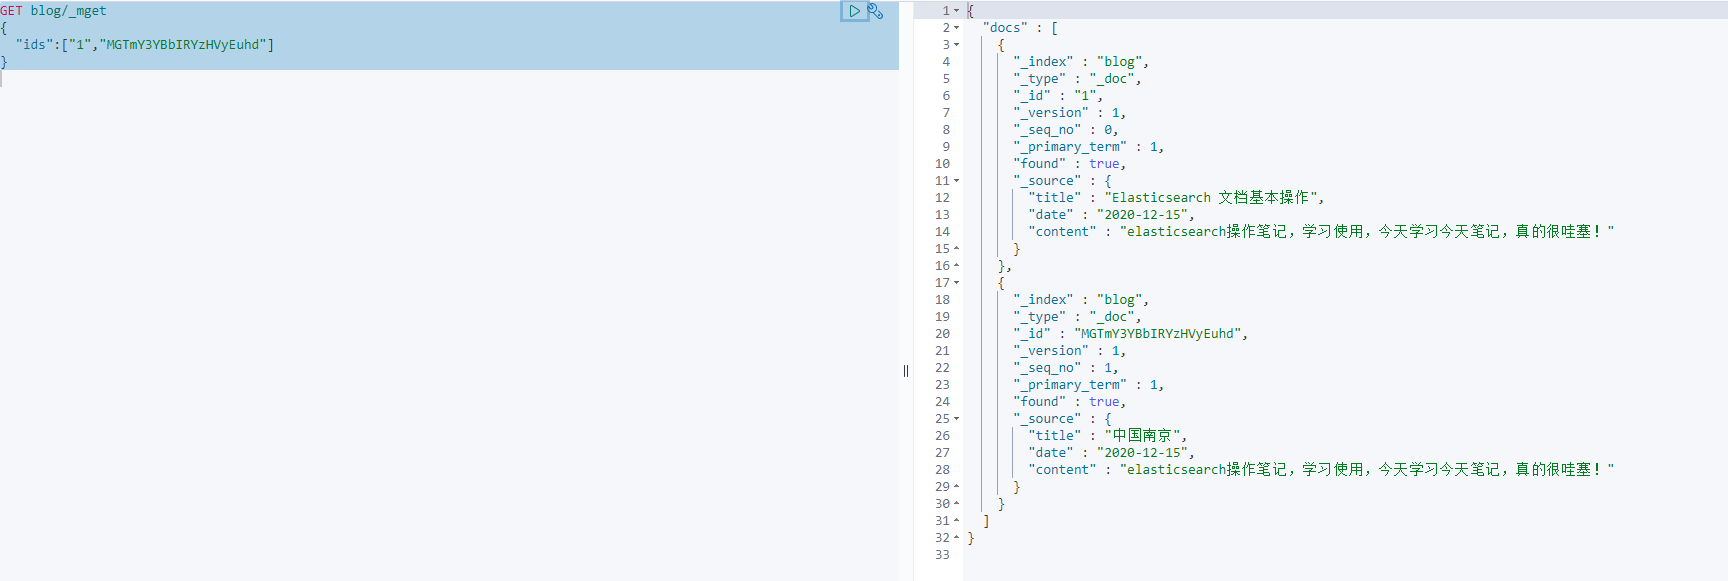 GET blog/_mget
{
  "ids":["1","MGTmY3YBbIRYzHVyEuhd"]
}
1 {
2   "docs" : [
3     {
4       "_index" : "blog",
5       "_type" : "_doc",
6       "_id" : "1",
7       "_version" : 1,
8       "_seq_no" : 0,
9       "_primary_term" : 1,
10       "found" : true,
11       "_source" : {
12         "title" : "Elasticsearch 文档基本操作",
13         "date" : "2020-12-15",
14         "content" : "elasticsearch操作笔记，学习使用，今天学习今天笔记，真的很哇塞！"
15       }
16     },
17     {
18       "_index" : "blog",
19       "_type" : "_doc",
20       "_id" : "MGTmY3YBbIRYzHVyEuhd",
21       "_version" : 1,
22       "_seq_no" : 1,
23       "_primary_term" : 1,
24       "found" : true,
25       "_source" : {
26         "title" : "中国南京",
27         "date" : "2020-12-15",
28         "content" : "elasticsearch操作笔记，学习使用，今天学习今天笔记，真的很哇塞！"
29       }
30     }
31   ]
32 }
33